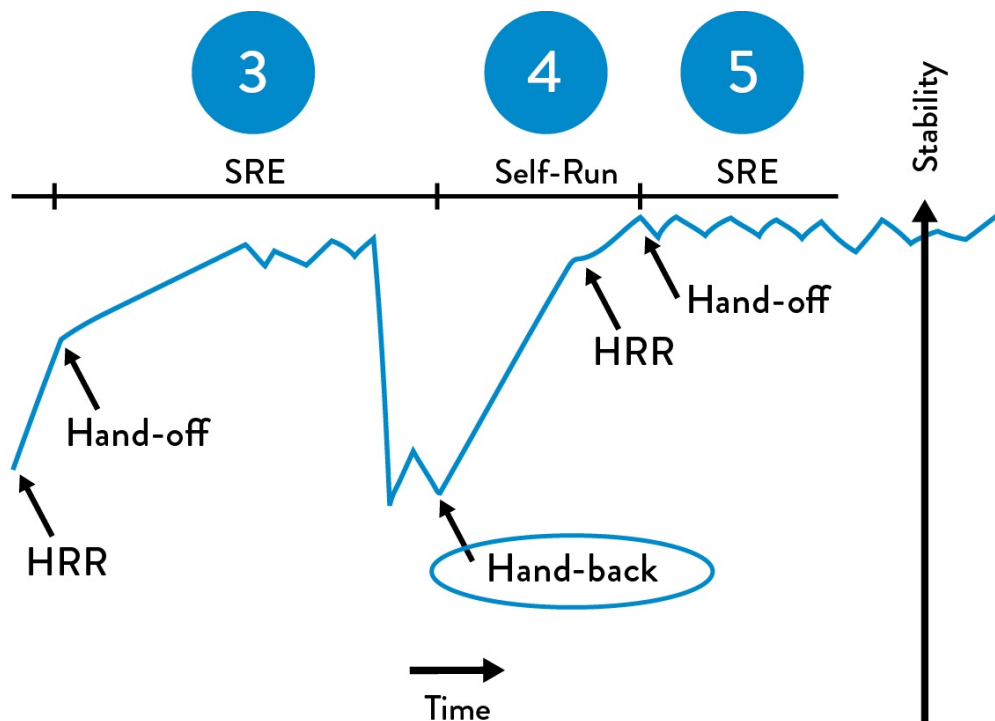 3
4
5
SRE
Self-Run
SRE
Stability
Hand-off
HRR
Hand-off
HRR
Hand-back
Time